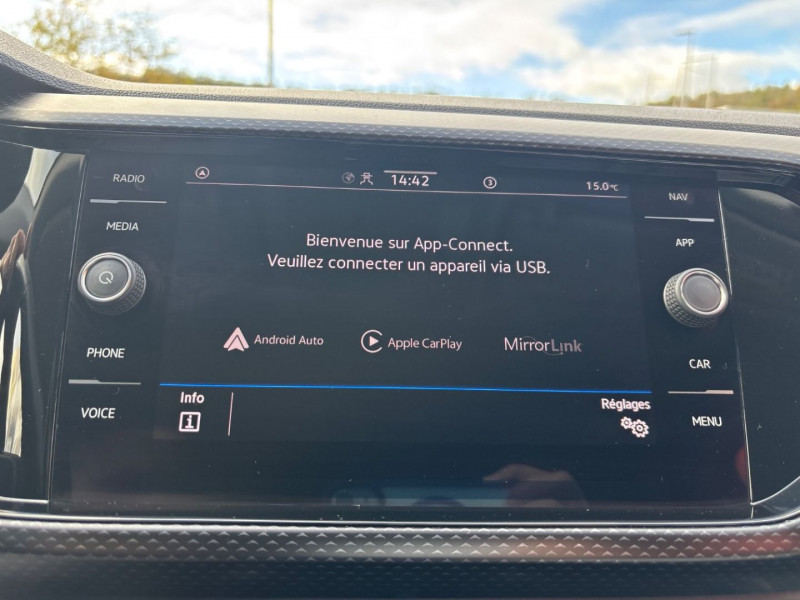 RADIO
MEDIA
PHONE
VOICE
14:42
3
15.0°C
Bienvenue sur App-Connect.
Veuillez connecter un appareil via USB.
Android Auto
Apple CarPlay
MirrorLink
Info
i
Réglages
NAV
APP
CAR
MENU